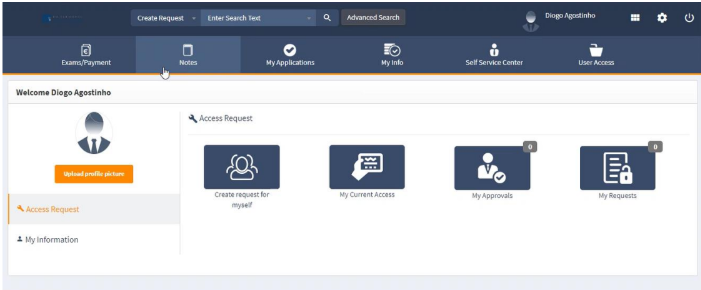 Create Request
Enter Search Text
Advanced Search
Diogo Agostinho
Exams/Payment
Notes
My Applications
My Info
Self Service Center
User Access
Welcome Diogo Agostinho
Upload profile picture
Access Request
My Information
Access Request
Create request for
myself
My Current Access
0
My Approvals
0
My Requests